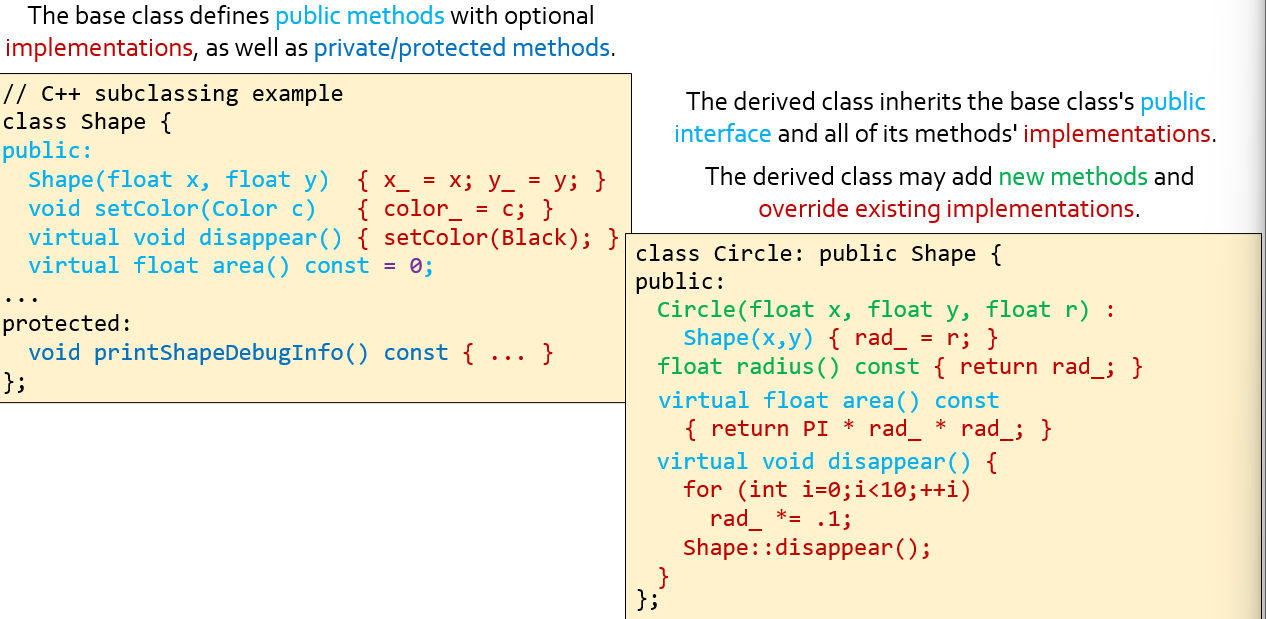 The base class defines public methods with optional
implementations, as well as private/protected methods.
// C++ subclassing example
class Shape {
public:
  Shape(float x, float y)  { x_ = x; y_ = y; }
  void setColor(Color c)   { color_ = c; }
  virtual void disappear() { setColor(Black); }
  virtual float area() const = 0;
...
protected:
  void printShapeDebugInfo() const { ... }
};
The derived class inherits the base class's public
interface and all of its methods' implementations.
The derived class may add new methods and
override existing implementations.
class Circle: public Shape {
public:
  Circle(float x, float y, float r) :
    Shape(x,y) { rad_ = r; }
  float radius() const { return rad_; }
  virtual float area() const
    { return PI * rad_ * rad_; }
  virtual void disappear() {
    for (int i=0;i<10;++i)
      rad_ *= .1;
    Shape::disappear();
  }
};